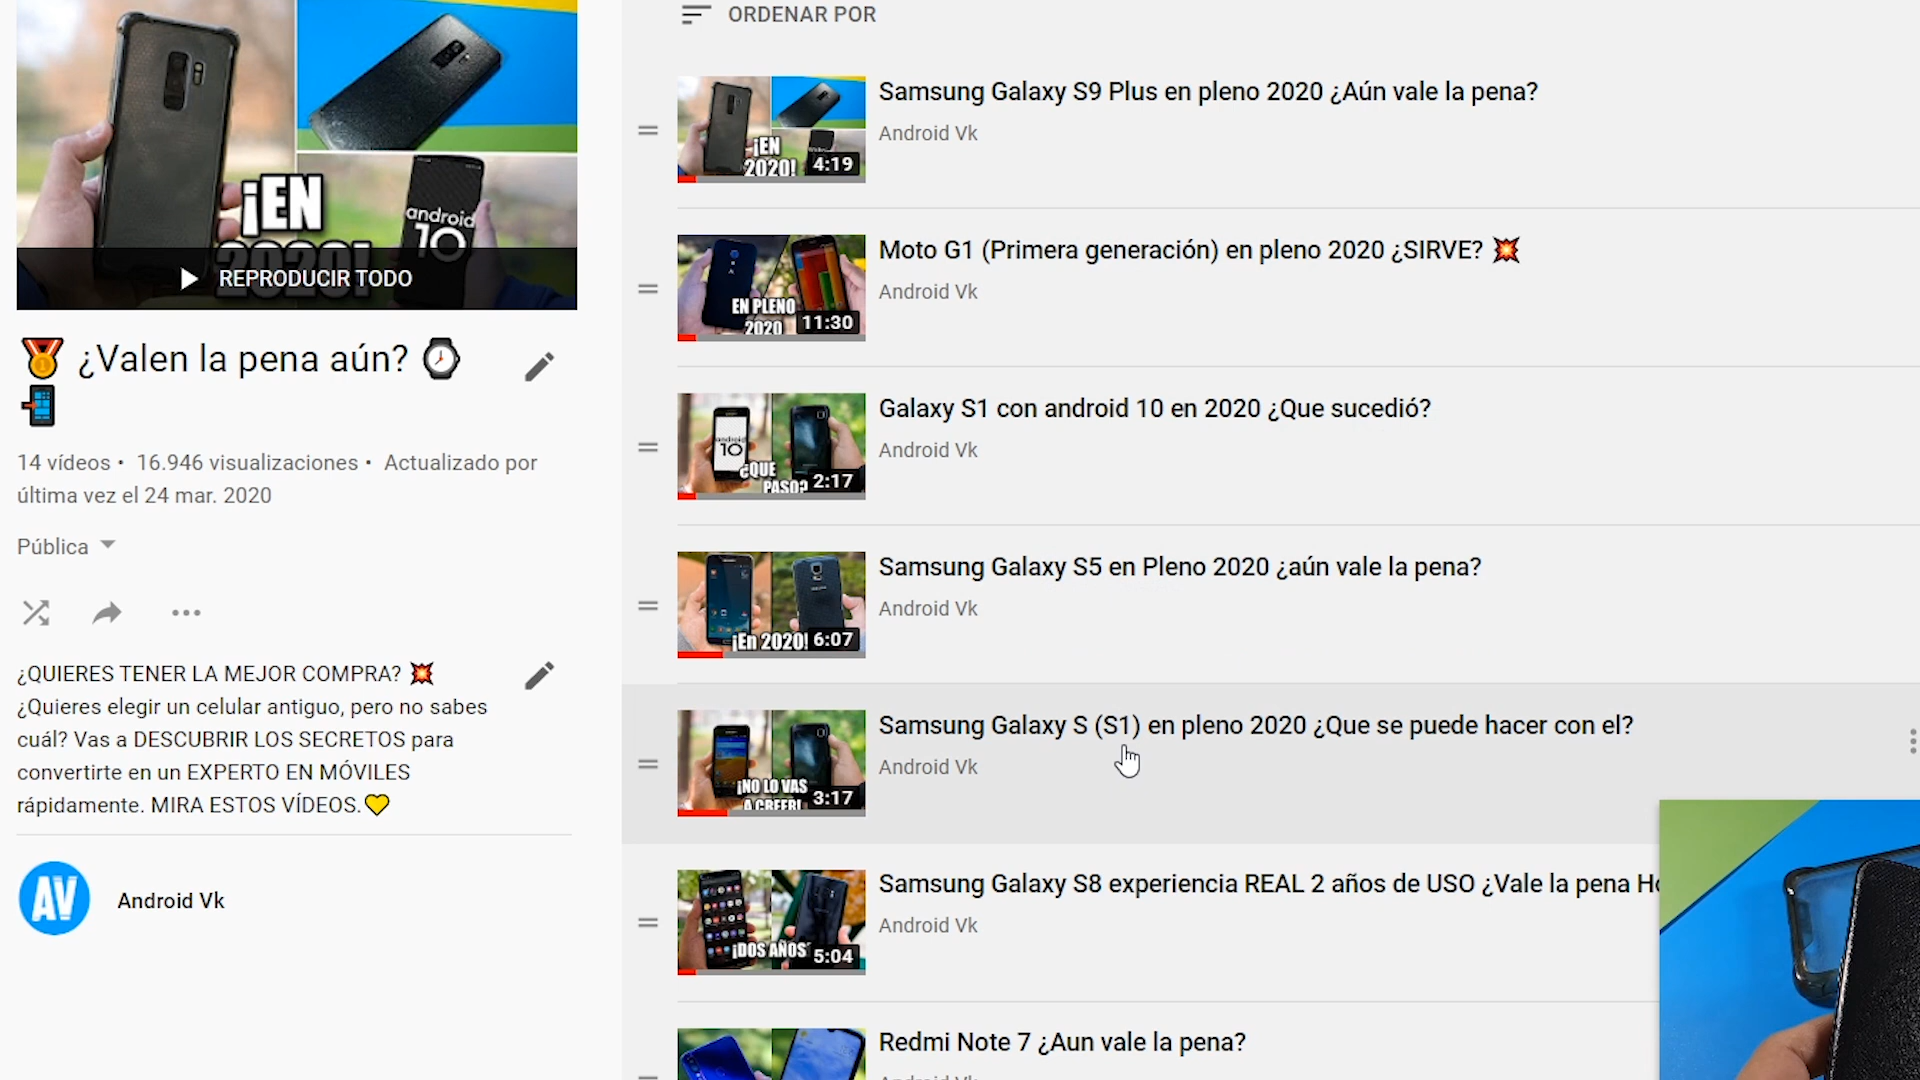 android
10
¡EN
2020!
REPRODUCIR TODO
¿Valen la pena aún?
14 vídeos • 16.946 visualizaciones • Actualizado por
última vez el 24 mar. 2020
Pública
¿QUIERES TENER LA MEJOR COMPRA?
¿Quieres elegir un celular antiguo, pero no sabes
cuál? Vas a DESCUBRIR LOS SECRETOS para
convertirte en un EXPERTO EN MÓVILES
rápidamente. MIRA ESTOS VÍDEOS.
AV
Android Vk
ORDENAR POR
¡EN
2020!
4:19
Samsung Galaxy S9 Plus en pleno 2020 ¿Aún vale la pena?
Android Vk
EN PLENO
2020
11:30
Moto G1 (Primera generación) en pleno 2020 ¿SIRVE?
Android Vk
android
10
¿QUE
PASO?
2:17
Galaxy S1 con android 10 en 2020 ¿Que sucedió?
Android Vk
¡En 2020!
6:07
Samsung Galaxy S5 en Pleno 2020 ¿aún vale la pena?
Android Vk
¡NO LO VAS
A CREER!
3:17
Samsung Galaxy S (S1) en pleno 2020 ¿Que se puede hacer con el?
Android Vk
¡DOS AÑOS
5:04
Samsung Galaxy S8 experiencia REAL 2 años de USO ¿Vale la pena
Android Vk
Redmi Note 7 ¿Aun vale la pena?